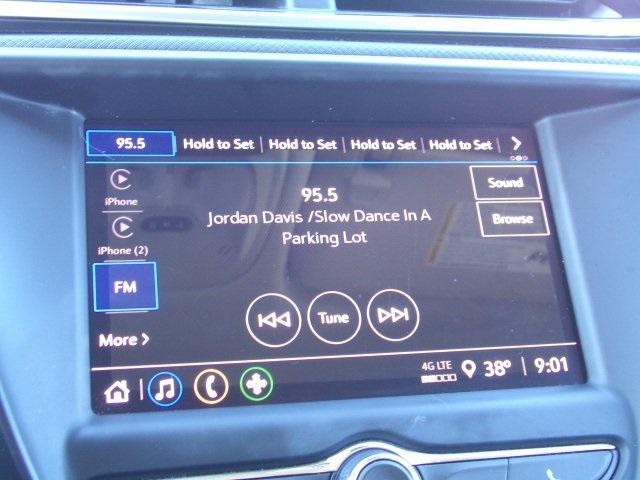 95.5 Hold to Set Hold to Set Hold to Set Hold to Set >
iPhone
iPhone (2)
FM
More >
95.5
Jordan Davis /Slow Dance In A
Parking Lot
Tune
Sound
Browse
4G LTE
38° 9:01